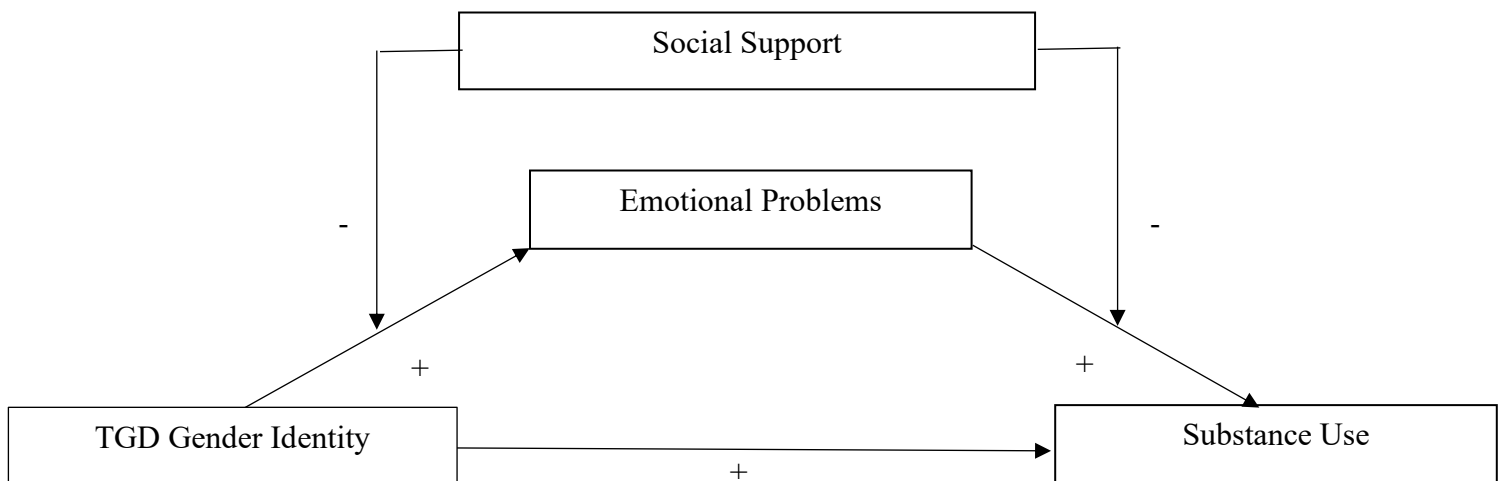 Social Support
Emotional Problems
-
-
+
+
TGD Gender Identity
Substance Use
+